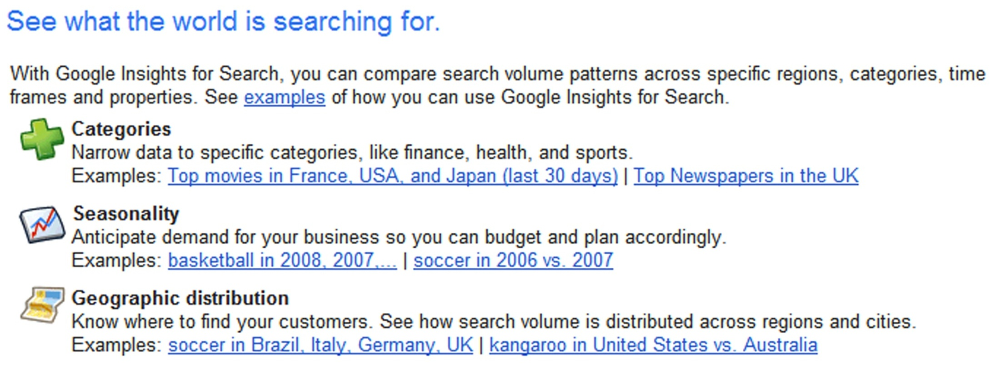 See what the world is searching for.
With Google Insights for Search, you can compare search volume patterns across specific regions, categories, time
frames and properties. See examples of how you can use Google Insights for Search.
Categories
Narrow data to specific categories, like finance, health, and sports.
Examples: Top movies in France, USA, and Japan (last 30 days) | Top Newspapers in the UK
Seasonality
Anticipate demand for your business so you can budget and plan accordingly.
Examples: basketball in 2008, 2007,... | soccer in 2006 vs. 2007
Geographic distribution
Know where to find your customers. See how search volume is distributed across regions and cities.
Examples: soccer in Brazil, Italy, Germany, UK | kangaroo in United States vs. Australia